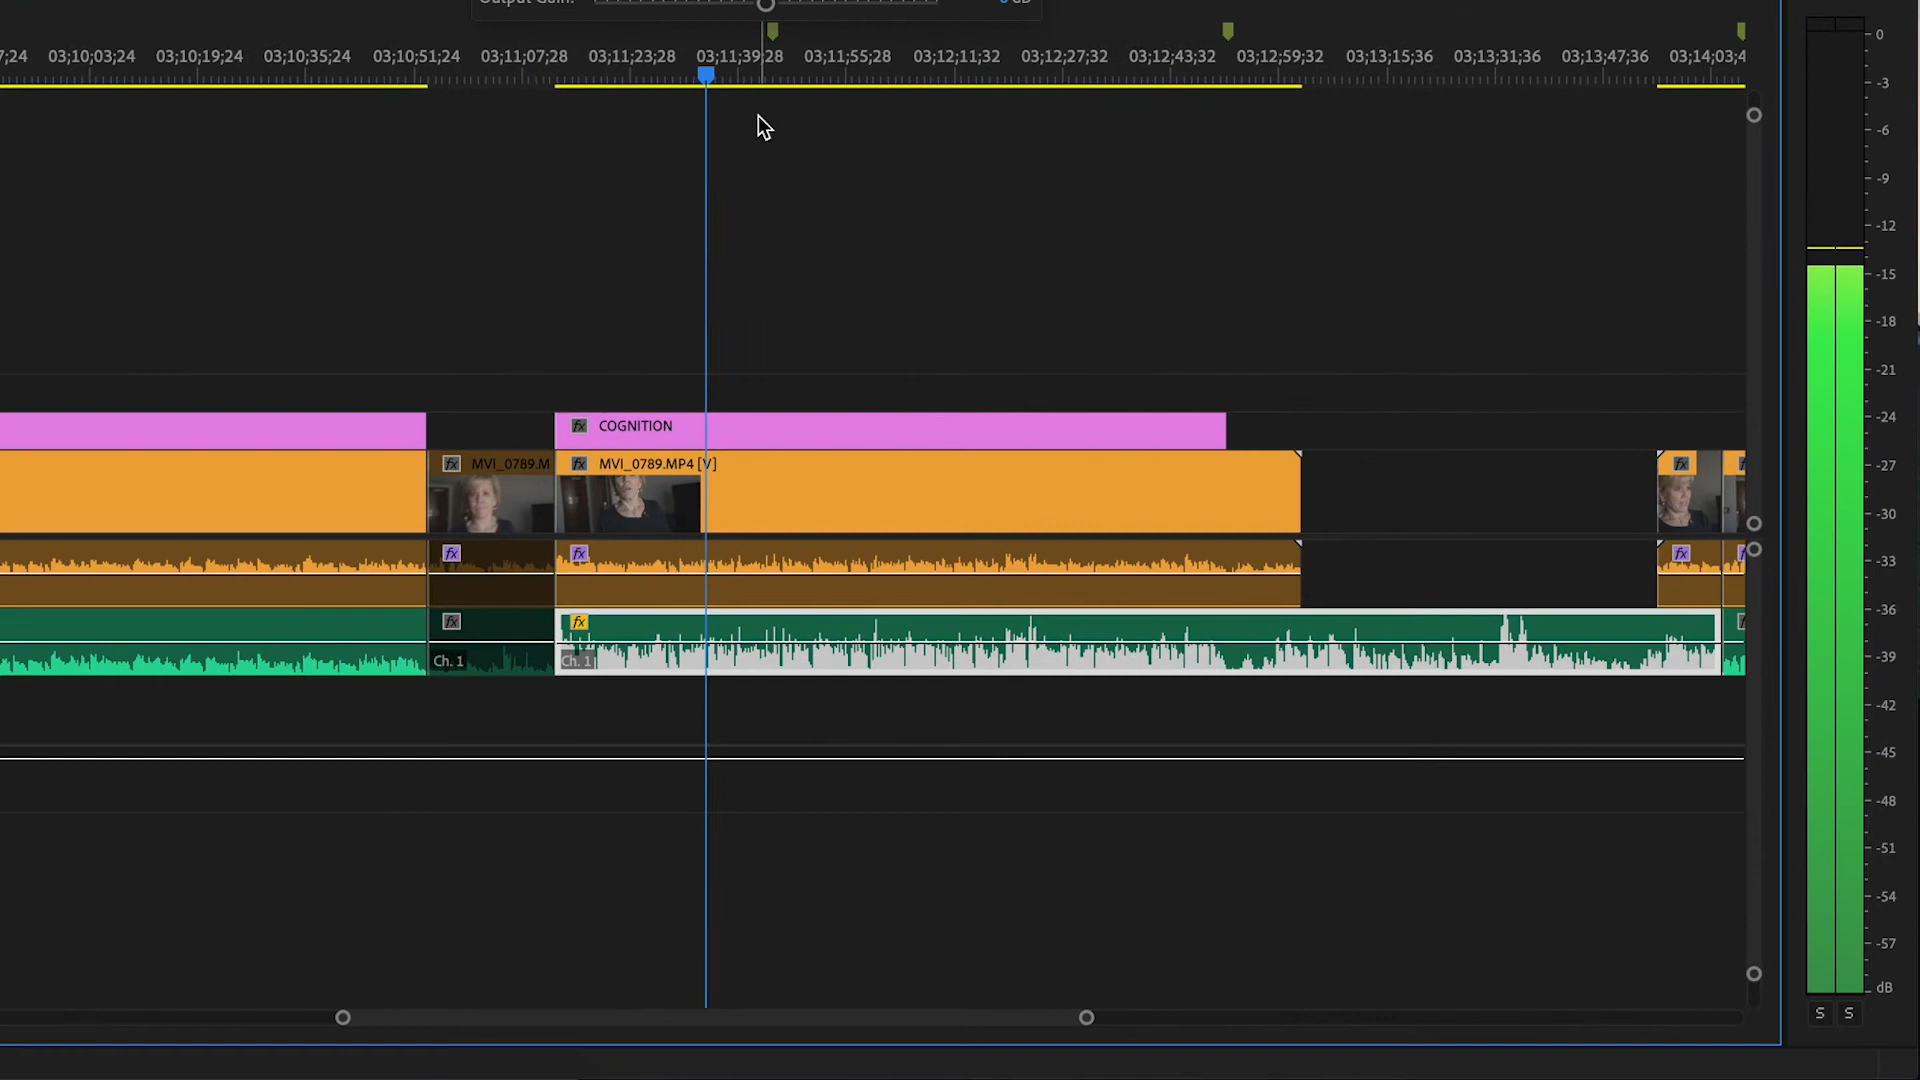 Output Gain:
dB
7;24 03;10;03;24 03;10;19;24 03;10;35;24 03;10;51;24 03;11;07;28 03;11;23;28 03;11;39;28 03;11;55;28 03;12;11;32 03;12;27;32 03;12;43;32 03;12;59;32 03;13;15;36 03;13;31;36 03;13;47;36 03;14;03;4
fx COGNITION
fx MVI_0789.M fx MVI_0789.MP4 [V] fx
fx fx fx
fx fx
Ch. 1 Ch. 1
0
-3
-6
-9
-12
-15
-18
-21
-24
-27
-30
-33
-36
-39
-42
-45
-48
-51
-54
-57
dB
S S